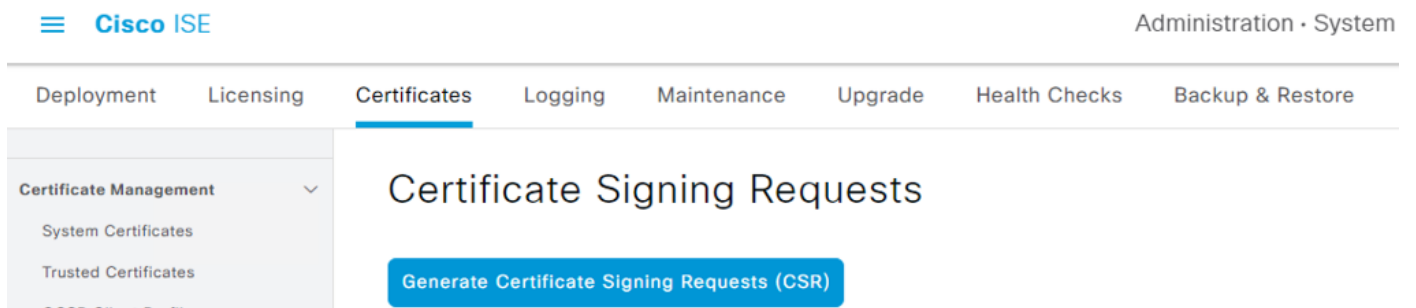 Cisco ISE
Administration · System
Deployment Licensing Certificates Logging Maintenance Upgrade Health Checks Backup & Restore
Certificate Management
Certificate Signing Requests
System Certificates
Trusted Certificates
Generate Certificate Signing Requests (CSR)